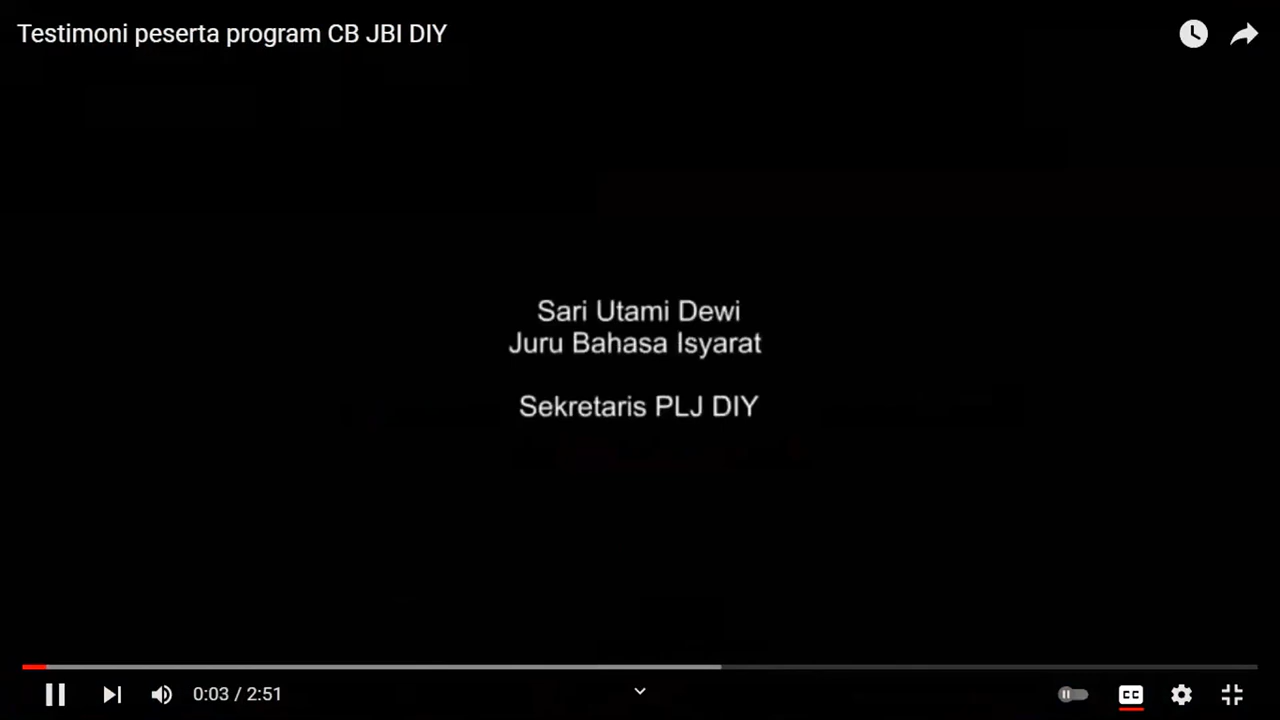 Testimoni peserta program CB JBI DIY
Sari Utami Dewi
Juru Bahasa Isyarat
Sekretaris PLJ DIY
0:03 / 2:51
CC